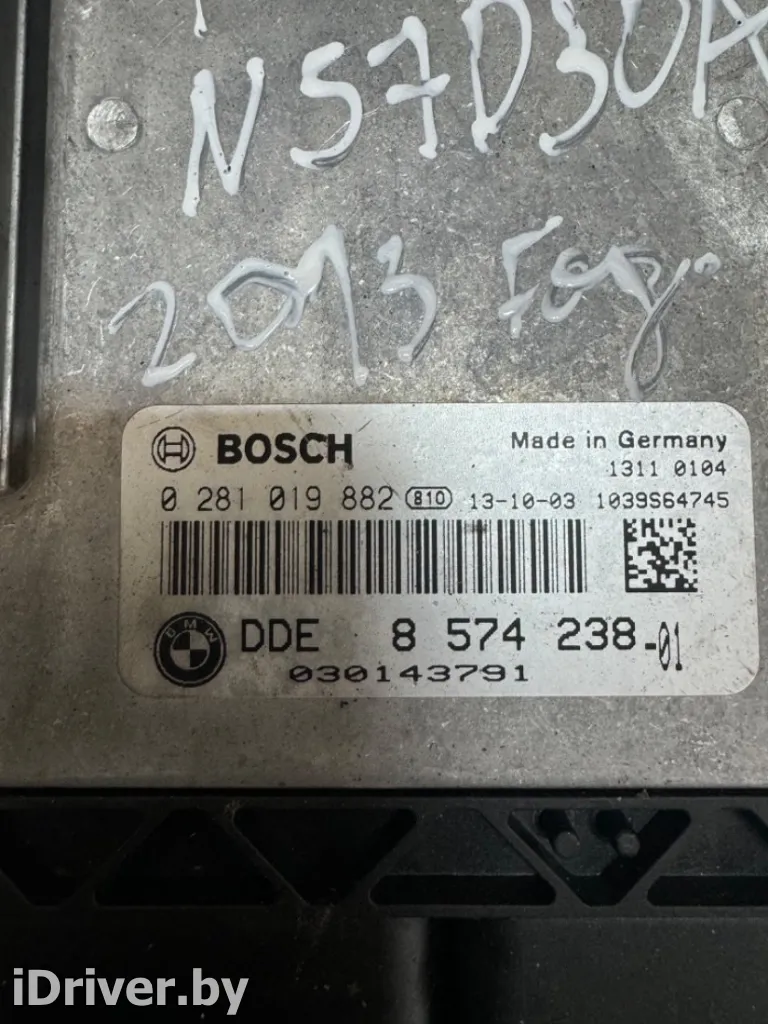 N57D30A
2013
BOSCH
Made in Germany
1311 0104
0 281 019 882 810 13-10-03 1039S64745
BMW
DDE 8 574 238-01
030143791
iDriver.by